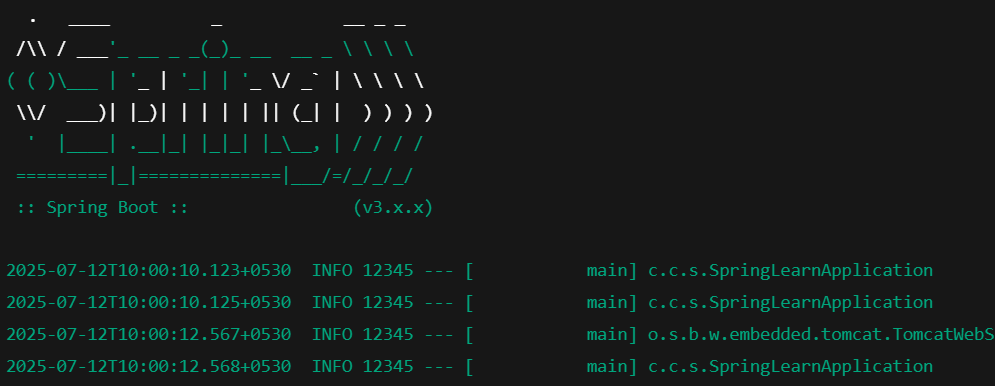 .   ____          _            __ _ _
 /\\ / ___'_ __ _ _(_)_ __  __ _ \ \ \ \
( ( )\___ | '_ | '_| | '_ \/ _` | \ \ \ \
 \\/  ___)| |_)| | | | | || (_| |  ) ) ) )
  '  |____| .__|_| |_|_| |_\__, | / / / /
 =========|_|==============|___/=/_/_/_/
 :: Spring Boot ::                (v3.x.x)

2025-07-12T10:00:10.123+0530  INFO 12345 --- [           main] c.c.s.SpringLearnApplication
2025-07-12T10:00:10.125+0530  INFO 12345 --- [           main] c.c.s.SpringLearnApplication
2025-07-12T10:00:12.567+0530  INFO 12345 --- [           main] o.s.b.w.embedded.tomcat.TomcatWebS
2025-07-12T10:00:12.568+0530  INFO 12345 --- [           main] c.c.s.SpringLearnApplication